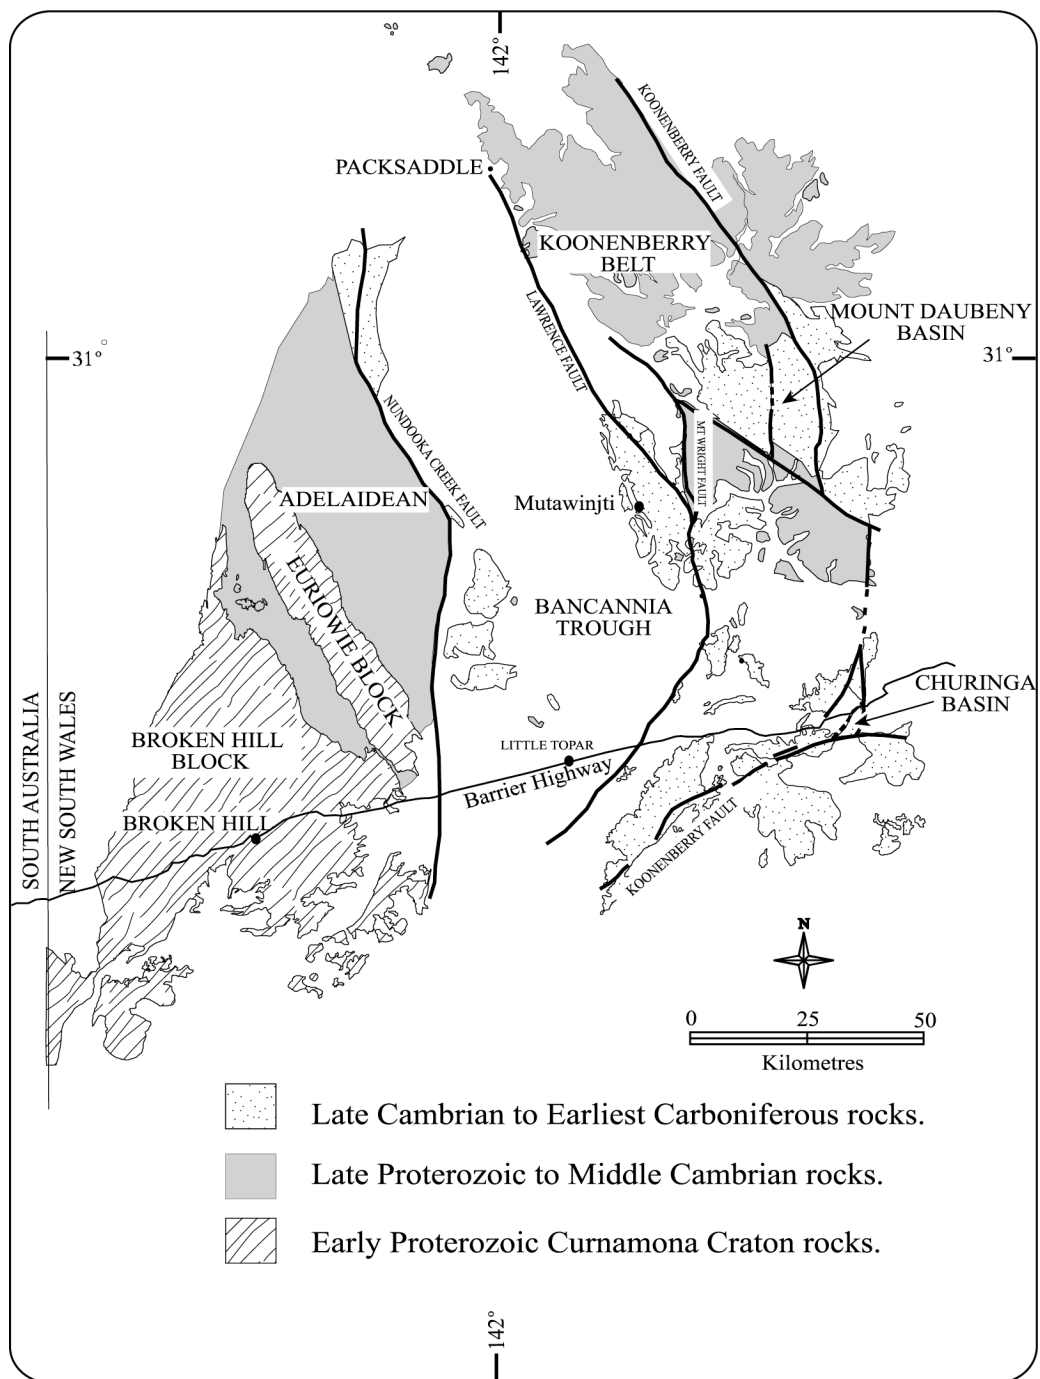 142°
KOONENBERRY FAULT
PACKSADDLE
KOONENBERRY
BELT
LAWRENCE FAULT
MOUNT DAUBENY
BASIN
31°
31°
NUNDOOKA CREEK FAULT
MT WRIGHT FAULT
ADELAIDEAN
Mutawinjti
EURIOWIE BLOCK
BANCANNIA
TROUGH
CHURINGA
BASIN
SOUTH AUSTRALIA
NEW SOUTH WALES
BROKEN HILL
BLOCK
LITTLE TOPAR
Barrier Highway
BROKEN HILL
KOONENBERRY FAULT
N
0 25 50
Kilometres
Late Cambrian to Earliest Carboniferous rocks.
Late Proterozoic to Middle Cambrian rocks.
Early Proterozoic Curnamona Craton rocks.
142°